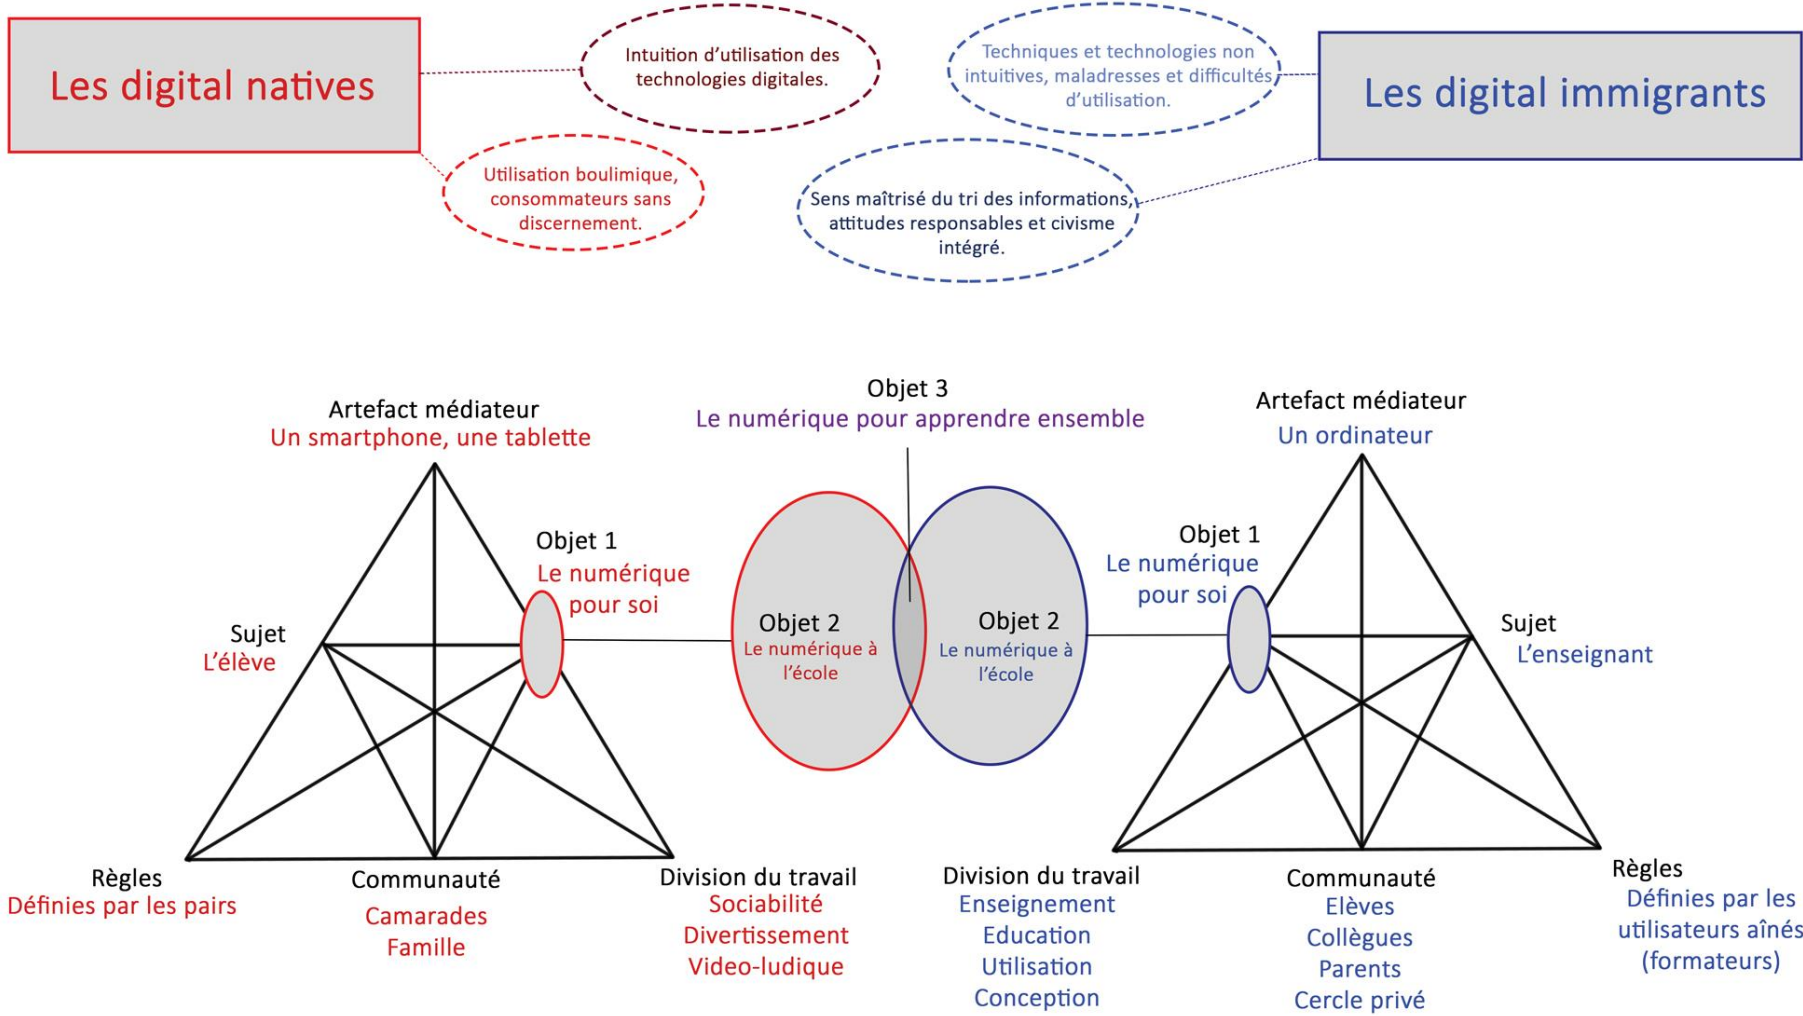 Les digital natives
Intuition d’utilisation des
technologies digitales.
Utilisation boulimique,
consommateurs sans
discernement.
Techniques et technologies non
intuitives, maladresses et difficultés
d’utilisation.
Sens maîtrisé du tri des informations,
attitudes responsables et civisme
intégré.
Les digital immigrants
Artefact médiateur
Un smartphone, une tablette
Objet 1
Le numérique
pour soi
Sujet
L’élève
Règles
Définies par les pairs
Communauté
Camarades
Famille
Division du travail
Sociabilité
Divertissement
Video-ludique
Objet 3
Le numérique pour apprendre ensemble
Objet 2
Le numérique à
l’école
Objet 2
Le numérique à
l’école
Artefact médiateur
Un ordinateur
Objet 1
Le numérique
pour soi
Sujet
L’enseignant
Division du travail
Enseignement
Education
Utilisation
Conception
Communauté
Elèves
Collègues
Parents
Cercle privé
Règles
Définies par les
utilisateurs aînés
(formateurs)